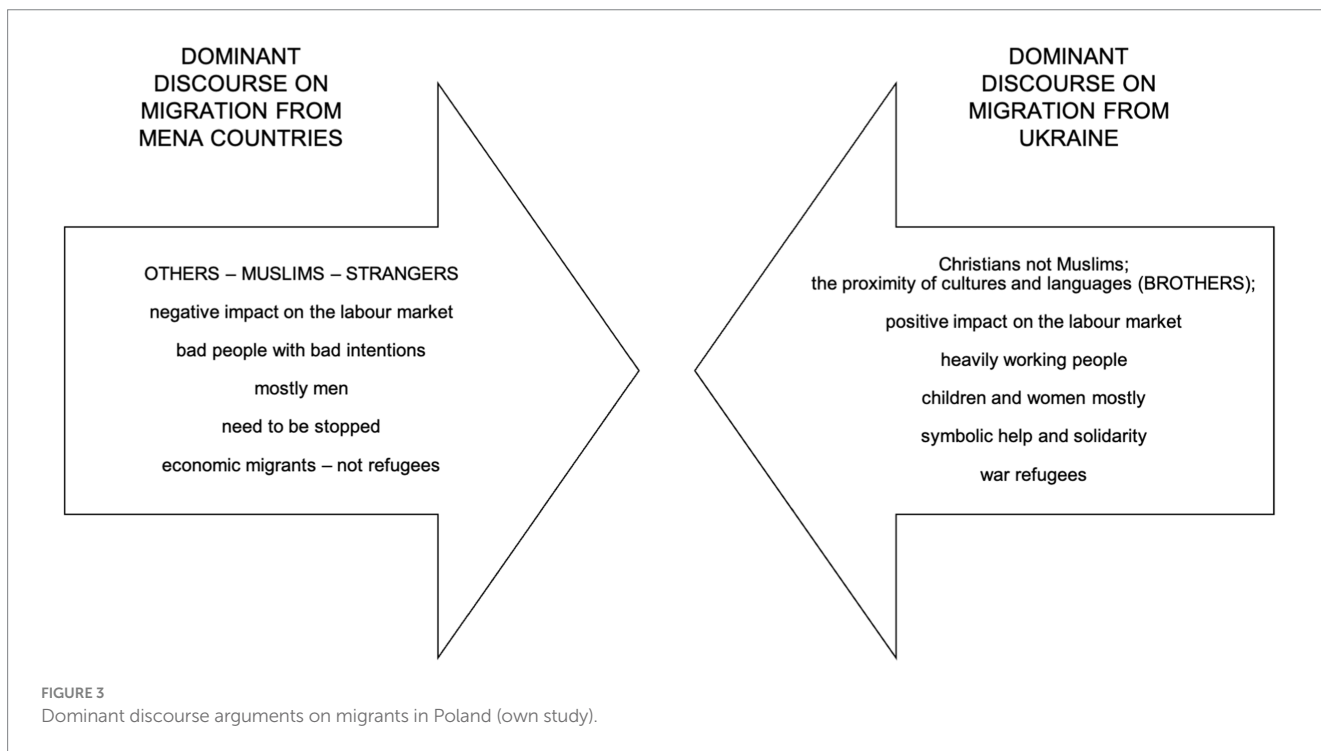 DOMINANT
DISCOURSE ON
MIGRATION FROM
MENA COUNTRIES
OTHERS – MUSLIMS – STRANGERS
negative impact on the labour market
bad people with bad intentions
mostly men
need to be stopped
economic migrants – not refugees
DOMINANT
DISCOURSE ON
MIGRATION FROM
UKRAINE
Christians not Muslims;
the proximity of cultures and languages (BROTHERS);
positive impact on the labour market
heavily working people
children and women mostly
symbolic help and solidarity
war refugees
FIGURE 3
Dominant discourse arguments on migrants in Poland (own study).